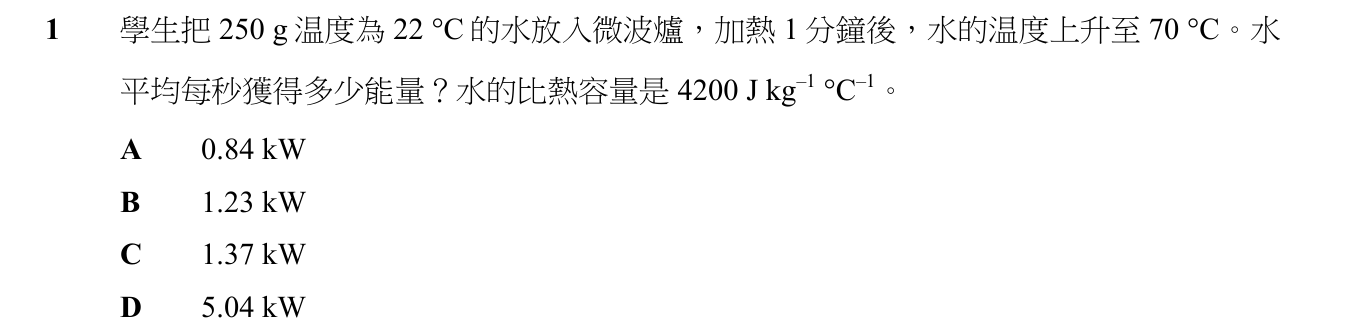 1 學生把 250 g 温度為 22 °C 的水放入微波爐，加熱 1 分鐘後，水的温度上升至 70 °C。水
平均每秒獲得多少能量？水的比熱容量是 4200 J kg⁻¹ °C⁻¹。
A 0.84 kW
B 1.23 kW
C 1.37 kW
D 5.04 kW